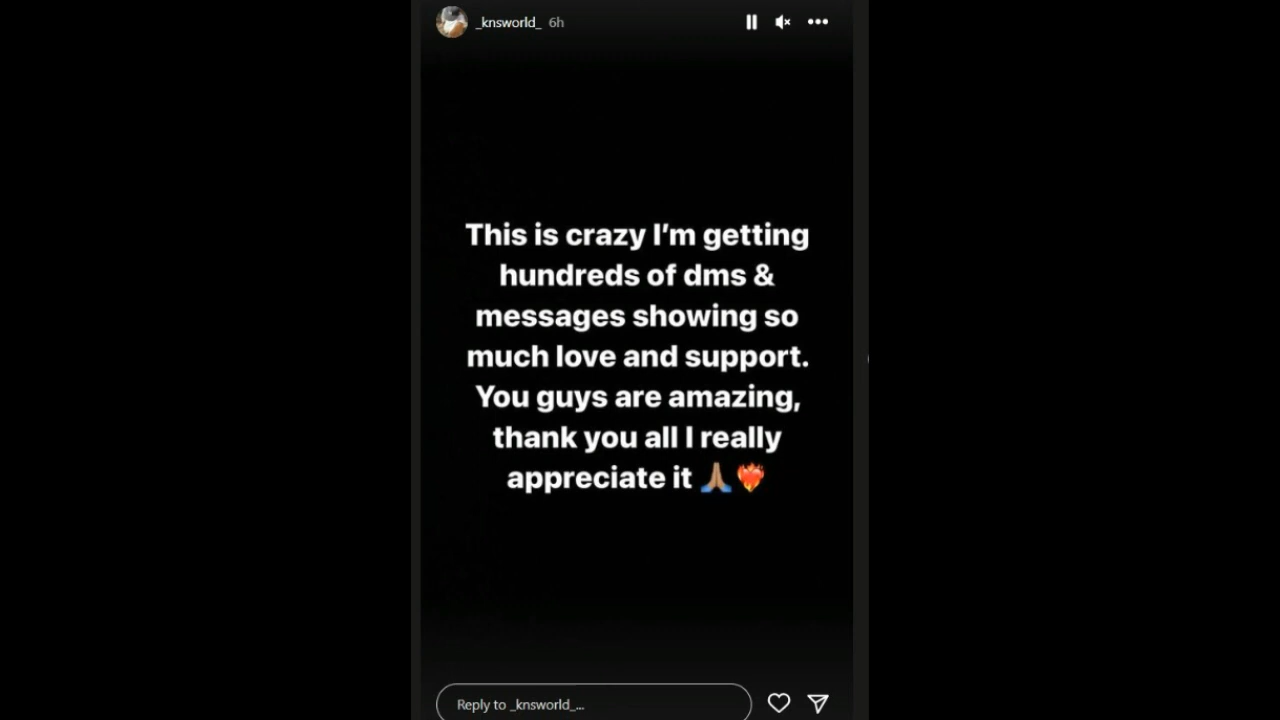 _knsworld_ 6h
This is crazy I'm getting
hundreds of dms &
messages showing so
much love and support.
You guys are amazing,
thank you all I really
appreciate it 🙏🏽❤️‍🔥
Reply to _knsworld_...